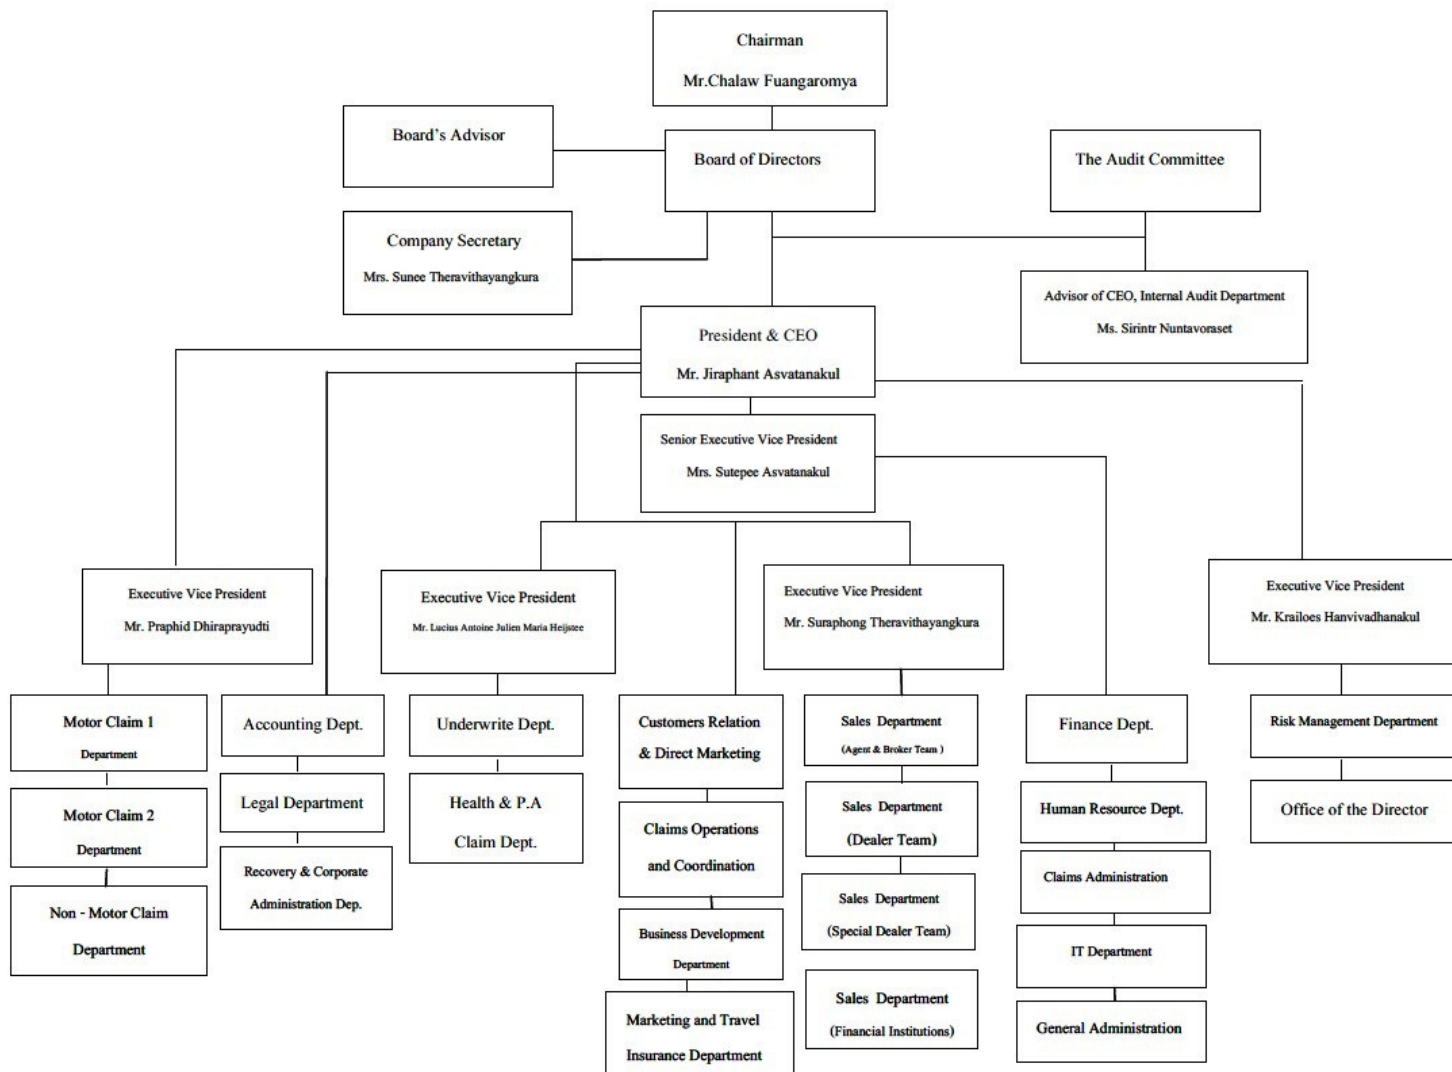 Chairman
Mr.Chalaw Fuangaromya
Board's Advisor
Board of Directors
The Audit Committee
Company Secretary
Mrs. Sunee Theravithayangkura
Advisor of CEO, Internal Audit Department
Ms. Sirintr Nuntavoraset
President & CEO
Mr. Jiraphant Asvatanakul
Senior Executive Vice President
Mrs. Sutepee Asvatanakul
Executive Vice President
Mr. Praphid Dhiraprayudti
Executive Vice President
Mr. Lucius Antoine Julien Maria Heijstee
Executive Vice President
Mr. Suraphong Theravithayangkura
Executive Vice President
Mr. Krailoes Hanvivadhanakul
Motor Claim 1
Department
Motor Claim 2
Department
Non - Motor Claim
Department
Accounting Dept.
Legal Department
Recovery & Corporate
Administration Dep.
Underwrite Dept.
Health & P.A
Claim Dept.
Customers Relation
& Direct Marketing
Claims Operations
and Coordination
Business Development
Department
Marketing and Travel
Insurance Department
Sales Department
(Agent & Broker Team )
Sales Department
(Dealer Team)
Sales Department
(Special Dealer Team)
Sales Department
(Financial Institutions)
Finance Dept.
Human Resource Dept.
Claims Administration
IT Department
General Administration
Risk Management Department
Office of the Director